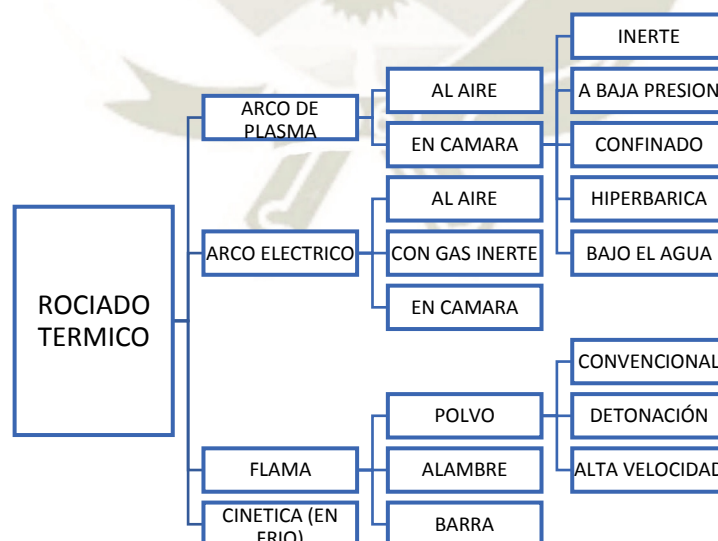 ROCIADO
TERMICO
ARCO DE
PLASMA
AL AIRE
EN CAMARA
INERTE
A BAJA PRESION
CONFINADO
HIPERBARICA
BAJO EL AGUA
ARCO ELECTRICO
AL AIRE
CON GAS INERTE
EN CAMARA
FLAMA
POLVO
CONVENCIONAL
DETONACIÓN
ALTA VELOCIDAD
ALAMBRE
BARRA
CINETICA (EN
FRIO)